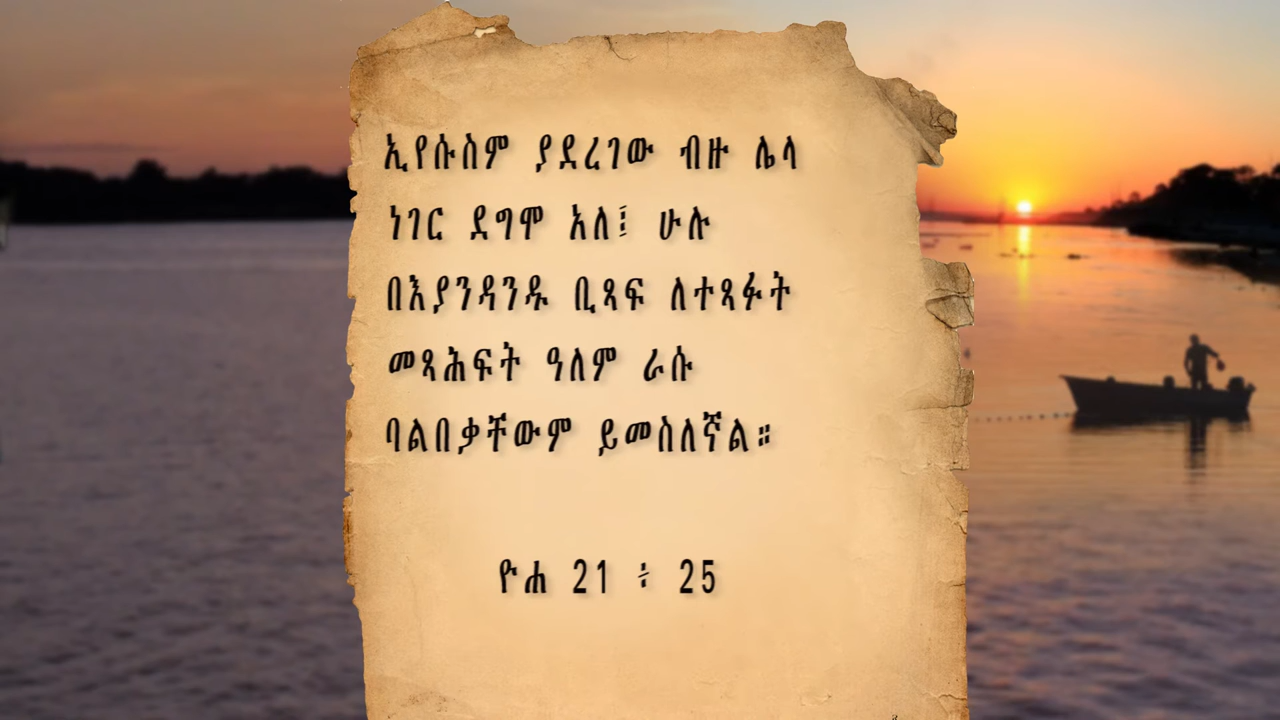 ኢየሱስም ያደረገው ብዙ ሌላ
ነገር ደግሞ አለ፤ ሁሉ
በእያንዳንዱ ቢጻፍ ለተጻፉት
መጻሕፍት ዓለም ራሱ
ባልበቃቸውም ይመስለኛል።
ዮሐ 21 ፥ 25